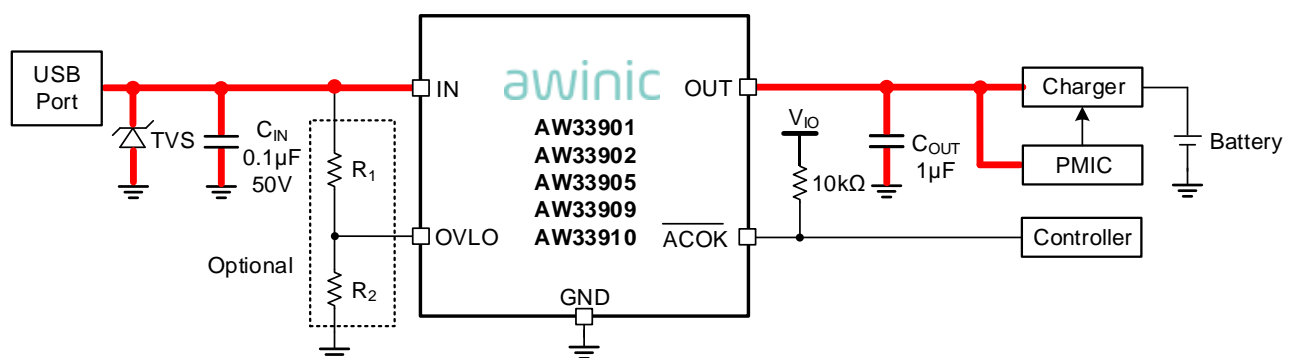 USB
Port
TVS
C_IN
0.1µF
50V
R_1
R_2
Optional
IN
OVLO
awinic
AW33901
AW33902
AW33905
AW33909
AW33910
OUT
ACOK
GND
V_IO
10kΩ
C_OUT
1µF
Charger
PMIC
Battery
Controller